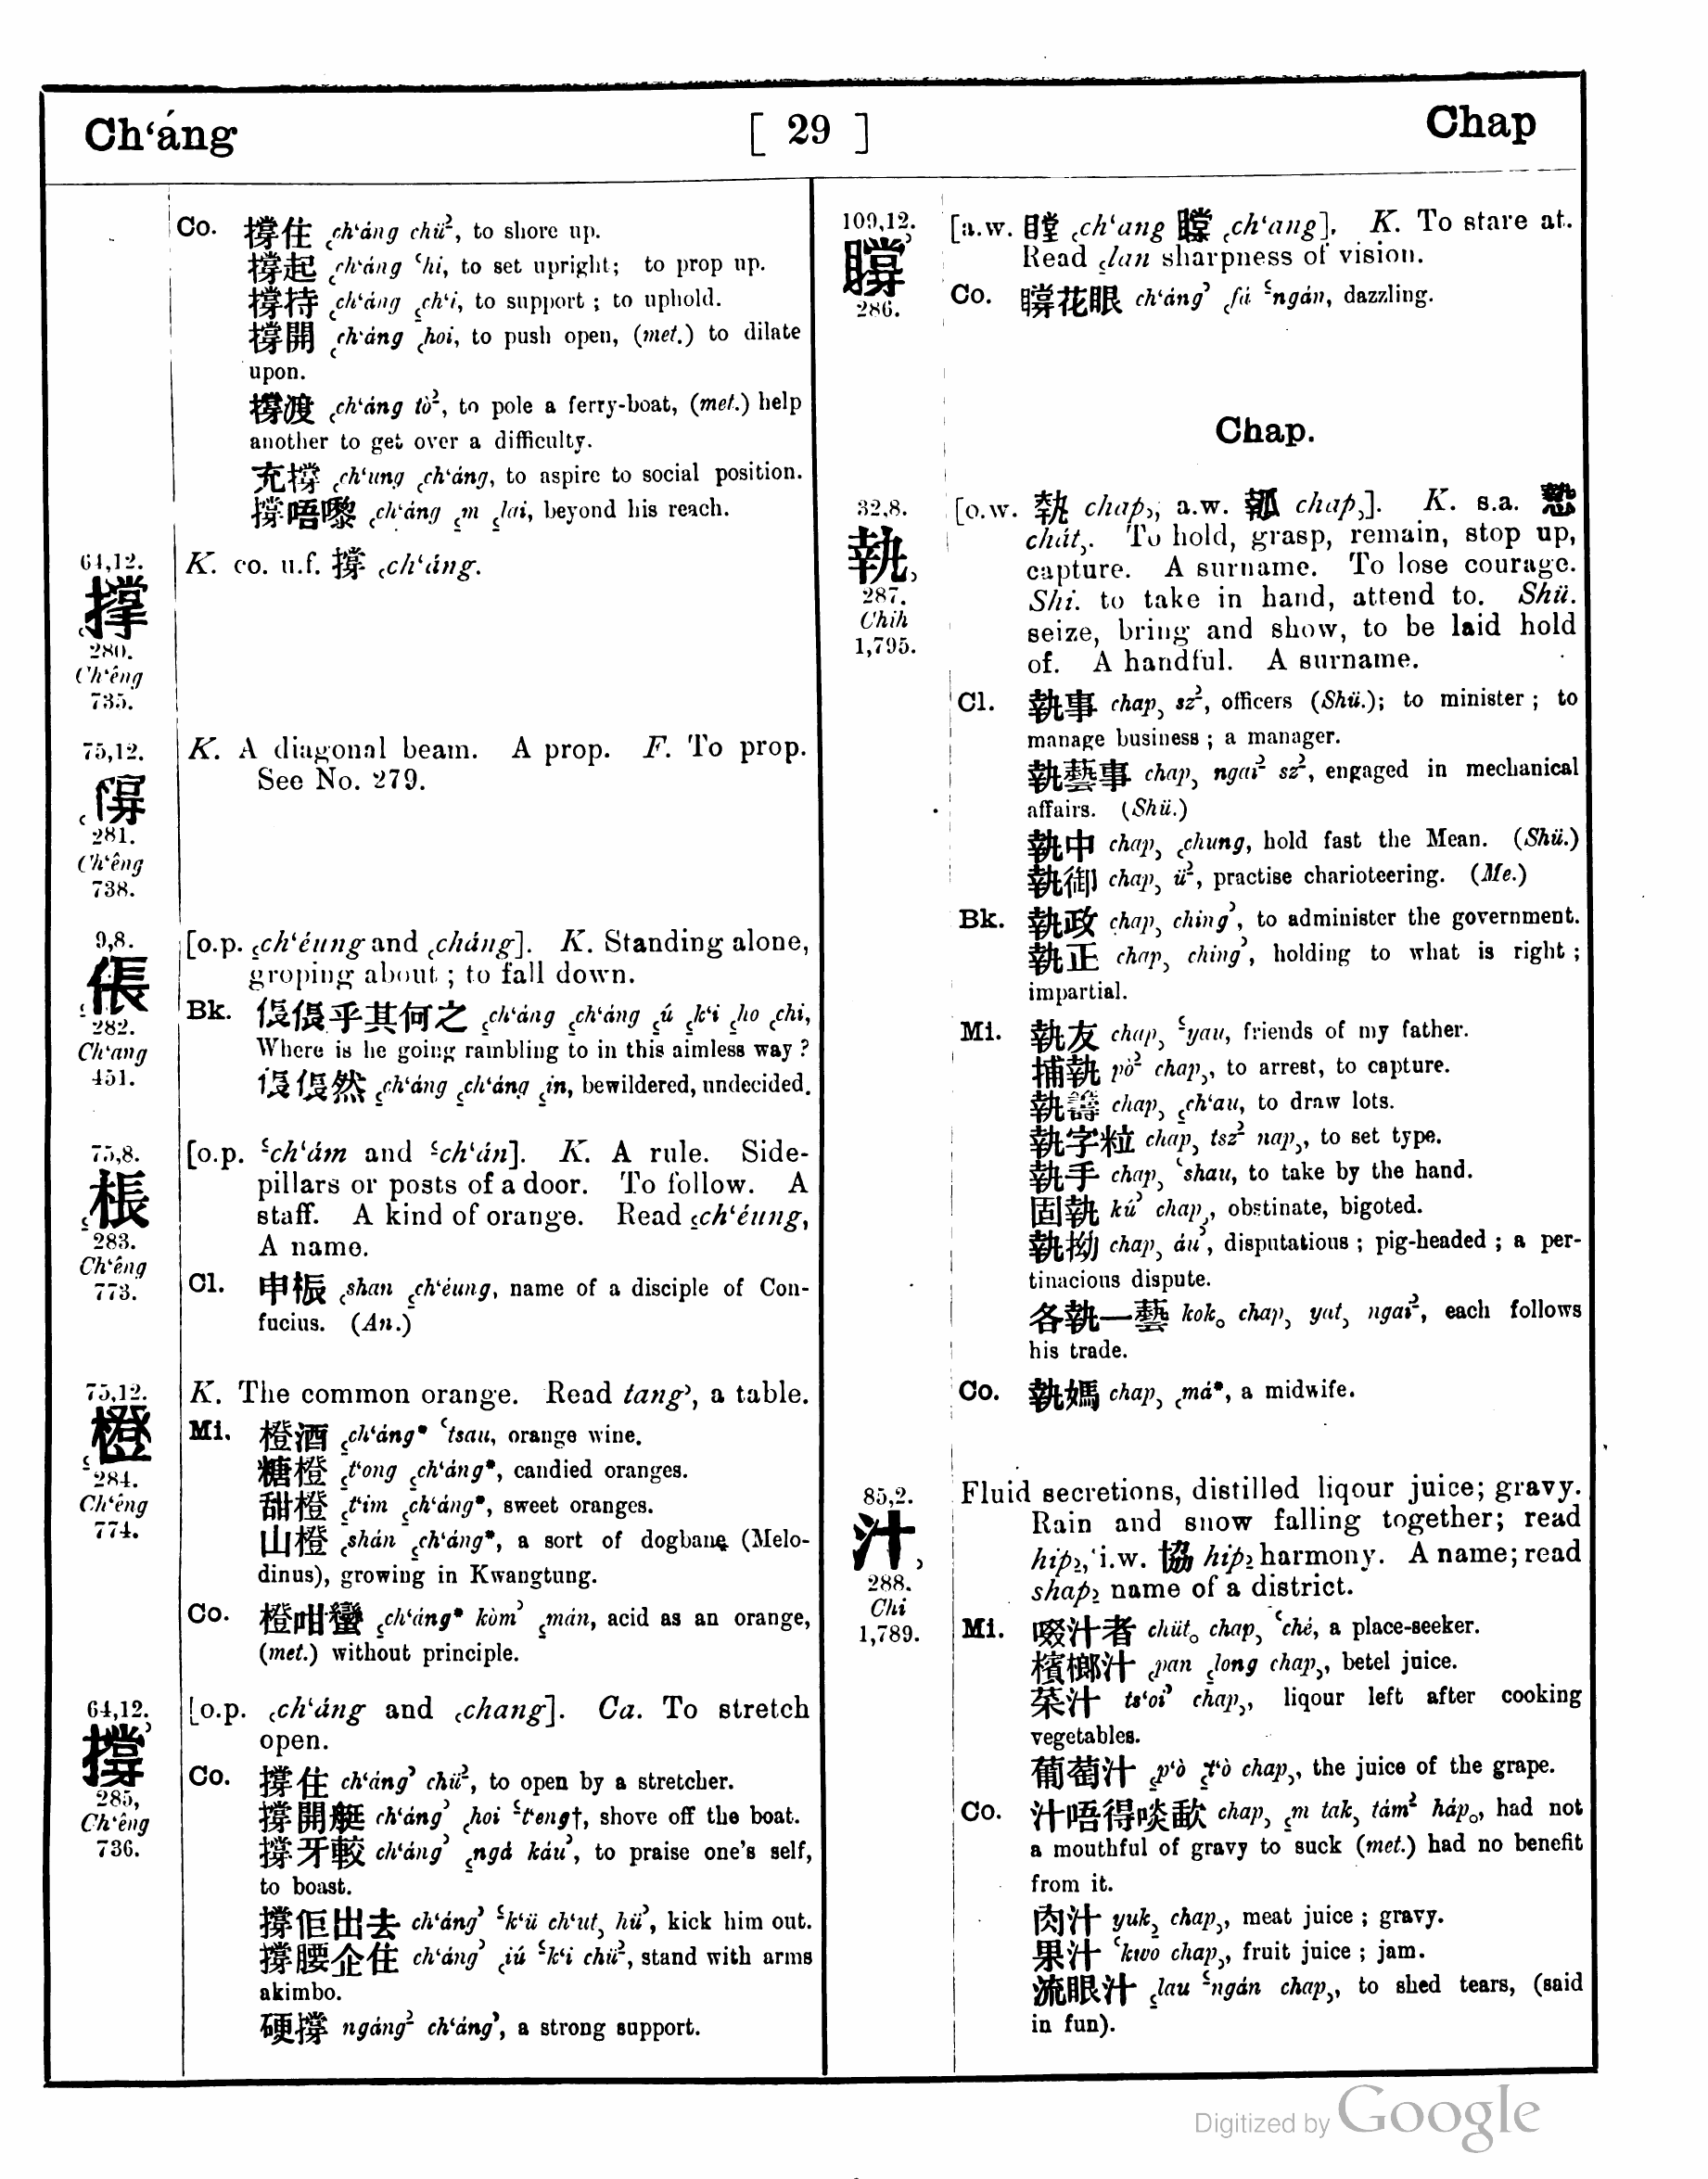 Ch‘áng
[ 29 ]
Chap
Co. 撐住 ꜀ch‘áng chü², to shore up.
撐起 ꜀ch‘áng ʿhi, to set upright; to prop up.
撐持 ꜀ch‘áng ꜁ch‘i, to support; to uphold.
撐開 ꜀ch‘áng ꜀hoi, to push open, (met.) to dilate
upon.
撐渡 ꜀ch‘áng tò², to pole a ferry-boat, (met.) help
another to get over a difficulty.
充撐 ꜀ch‘ung ꜀ch‘áng, to aspire to social position.
撐唔嚟 ꜀ch‘áng ꜁m ꜁lai, beyond his reach.
64,12.
撑
280.
Ch‘êng
735.
K. co. u.f. 撐 ꜀ch‘áng.
75,12.
281.
Ch‘êng
738.
K. A diagonal beam. A prop. F. To prop.
See No. 279.
9,8.
倀
282.
Ch‘ang
451.
[o.p. ꜁ch‘éung and ꜀cháng]. K. Standing alone,
groping about; to fall down.
Bk. 倀倀乎其何之 ꜁ch‘áng ꜁ch‘áng ꜁ú ꜁k‘i ꜁ho ꜀chi,
Where is he going rambling to in this aimless way?
倀倀然 ꜁ch‘áng ꜁ch‘áng ꜁in, bewildered, undecided.
75,8.
棖
283.
Ch‘êng
773.
[o.p. ꜃ch‘ám and ꜃ch‘án]. K. A rule. Side-
pillars or posts of a door. To follow. A
staff. A kind of orange. Read ꜁ch‘éung,
A name.
Cl. 申棖 ꜀shan ꜁ch‘éung, name of a disciple of Con-
fucius. (An.)
75,12.
橙
284.
Ch‘êng
774.
K. The common orange. Read tang꜄, a table.
Mi. 橙酒 ꜁ch‘áng* ꜂tsau, orange wine.
糖橙 ꜁t‘ong ꜁ch‘áng*, candied oranges.
甜橙 ꜁t‘im ꜁ch‘áng*, sweet oranges.
山橙 ꜀shán ꜁ch‘áng*, a sort of dogbane (Melo-
dinus), growing in Kwangtung.
Co. 橙咁蠻 ꜁ch‘áng* kòm꜄ ꜁mán, acid as an orange,
(met.) without principle.
64,12.
撐
285,
Ch‘êng
736.
[o.p. ꜀ch‘áng and ꜀chang]. Ca. To stretch
open.
Co. 撐住 ch‘áng꜄ chü², to open by a stretcher.
撐開艇 ch‘áng꜄ ꜀hoi ꜃t‘eng†, shove off the boat.
撐牙較 ch‘áng꜄ ꜁ngá káu꜄, to praise one's self,
to boast.
撐佢出去 ch‘áng꜄ ꜃k‘ü ch‘ut꜆ hü꜄, kick him out.
撐腰企住 ch‘áng꜄ ꜀iú ꜃k‘i chü², stand with arms
akimbo.
硬撐 ngáng² ch‘áng꜄, a strong support.
109,12.
286.
[a.w. ꜀ch‘ang ꜀ch‘ang]. K. To stare at.
Read ꜁lan sharpness of vision.
Co. 花眼 ch‘áng꜄ ꜀fá ꜃ngán, dazzling.
Chap.
32,8.
執
287.
Chih
1,795.
[o.w. chap꜆; a.w. chap꜆]. K. s.a.
chát꜆. To hold, grasp, remain, stop up,
capture. A surname. To lose courage.
Shi. to take in hand, attend to. Shü.
seize, bring and show, to be laid hold
of. A handful. A surname.
Cl. 執事 chap꜆ sz², officers (Shü.); to minister; to
manage business; a manager.
執藝事 chap꜆ ngai² sz², engaged in mechanical
affairs. (Shü.)
執中 chap꜆ ꜀chung, hold fast the Mean. (Shü.)
執御 chap꜆ ü², practise charioteering. (Me.)
Bk. 執政 chap꜆ ching꜄, to administer the government.
執正 chap꜆ ching꜄, holding to what is right;
impartial.
Mi. 執友 chap꜆ ꜃yau, friends of my father.
捕執 pò² chap꜆, to arrest, to capture.
執籌 chap꜆ ꜁ch‘au, to draw lots.
執字粒 chap꜆ tsz² nap꜆, to set type.
執手 chap꜆ ꜂shau, to take by the hand.
固執 kú꜄ chap꜆, obstinate, bigoted.
執拗 chap꜆ áu꜄, disputatious; pig-headed; a per-
tinacious dispute.
各執一藝 kok꜀ chap꜆ yat꜆ ngai², each follows
his trade.
Co. 執媽 chap꜆ ꜀má*, a midwife.
85,2.
汁
288.
Chi
1,789.
Fluid secretions, distilled liqour juice; gravy.
Rain and snow falling together; read
hip₂, i.w. 協 hip₂ harmony. A name; read
shap₂ name of a district.
Mi. 啜汁者 chüt꜀ chap꜆ ꜂ché, a place-seeker.
檳榔汁 ꜀pan ꜁long chap꜆, betel juice.
菜汁 ts‘oi꜄ chap꜆, liqour left after cooking
vegetables.
葡萄汁 ꜁p‘ò ꜁t‘ò chap꜆, the juice of the grape.
Co. 汁唔得啖歃 chap꜆ ꜁m tak꜆ tám² háp꜀, had not
a mouthful of gravy to suck (met.) had no benefit
from it.
肉汁 yuk₂ chap꜆, meat juice; gravy.
果汁 ꜂kwo chap꜆, fruit juice; jam.
流眼汁 ꜁lau ꜃ngán chap꜆, to shed tears, (said
in fun).
Digitized by Google